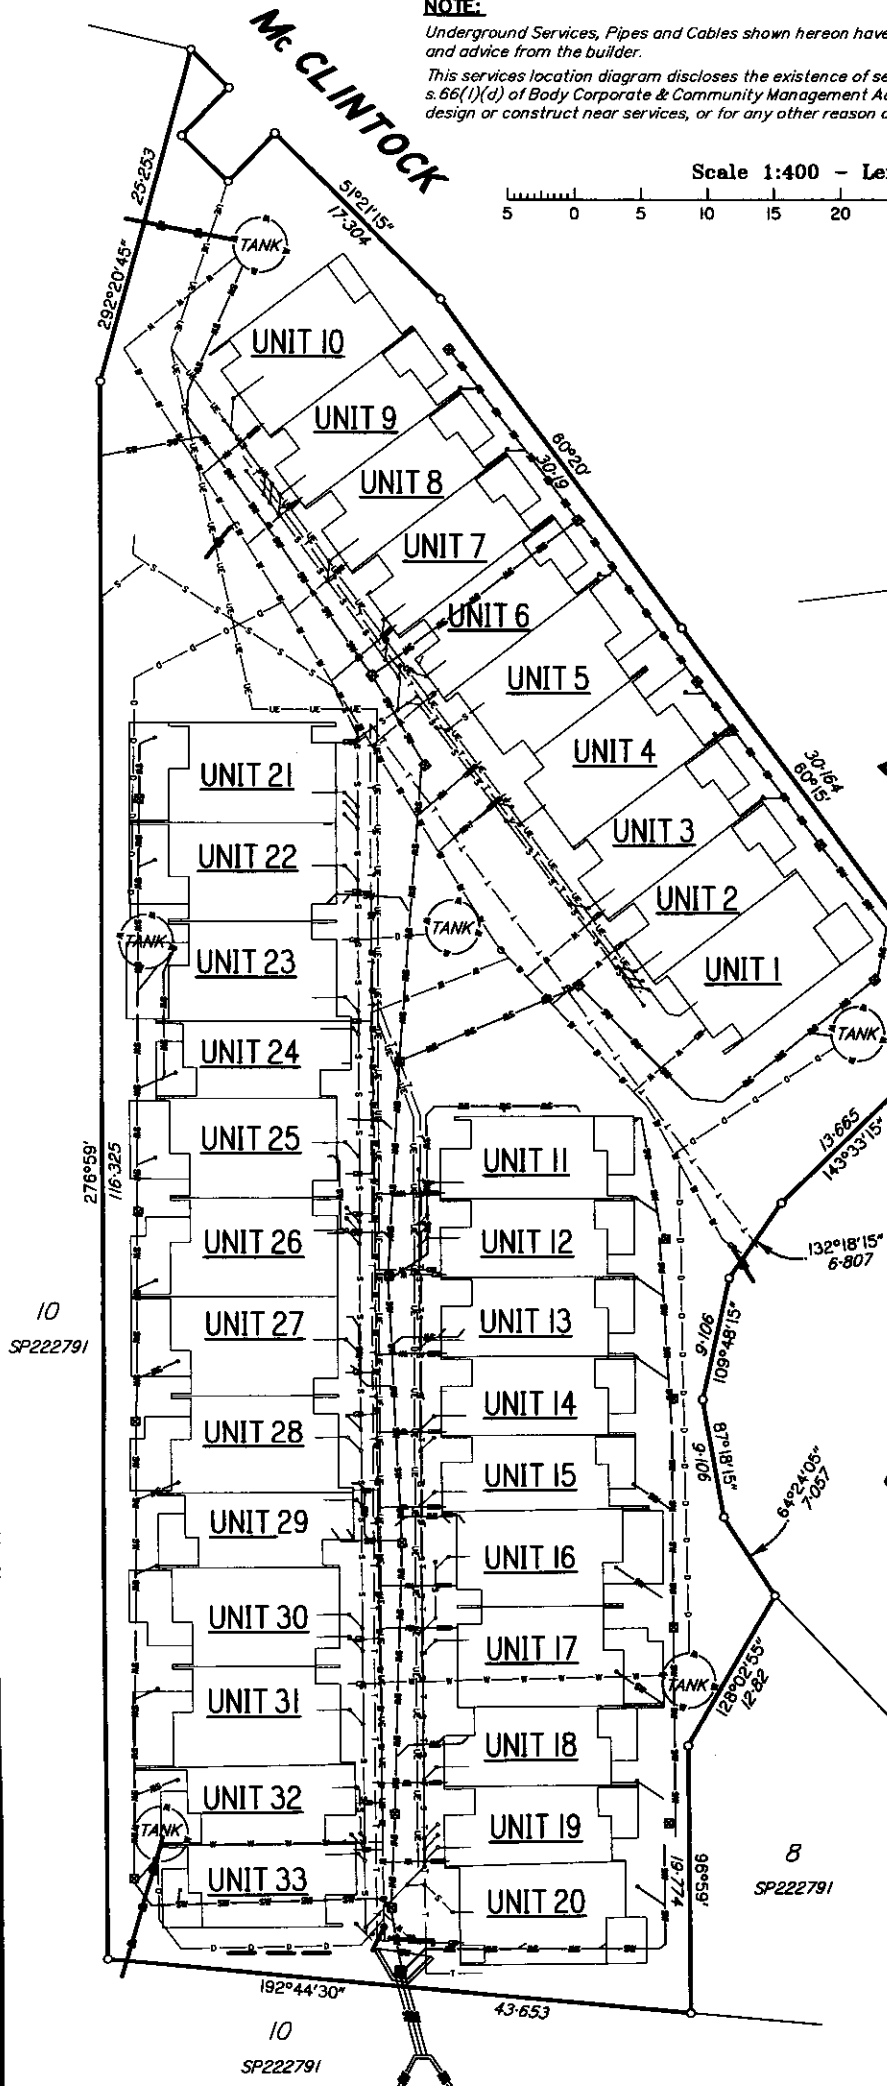 NOTE:
Underground Services, Pipes and Cables shown hereon have
and advice from the builder.
This services location diagram discloses the existence of se
s.66(1)(d) of Body Corporate & Community Management Ac
design or construct near services, or for any other reason
Mc CLINTOCK
Scale 1:400 - Le
5 0 5 10 15 20
25·253
292°20'45"
51°21'15"
17·304
TANK
UNIT 10
UNIT 9
UNIT 8
UNIT 7
UNIT 6
UNIT 5
UNIT 4
UNIT 3
UNIT 2
UNIT 1
60°20'
30·19
30·164
60°15'
UNIT 21
UNIT 22
TANK
TANK
UNIT 23
UNIT 24
TANK
UNIT 25
UNIT 11
13·665
143°33'15"
276°59'
116·325
UNIT 26
UNIT 12
132°18'15"
6·807
10
SP222791
UNIT 27
UNIT 13
9·106
109°48'15"
UNIT 28
UNIT 14
87°18'15"
9·106
UNIT 15
64°24'05"
7·057
UNIT 29
UNIT 16
UNIT 30
UNIT 17
TANK
128°02'55"
12·82
UNIT 31
UNIT 18
UNIT 32
TANK
UNIT 19
UNIT 33
UNIT 20
96°59'
19·774
8
SP222791
192°44'30"
43·653
10
SP222791